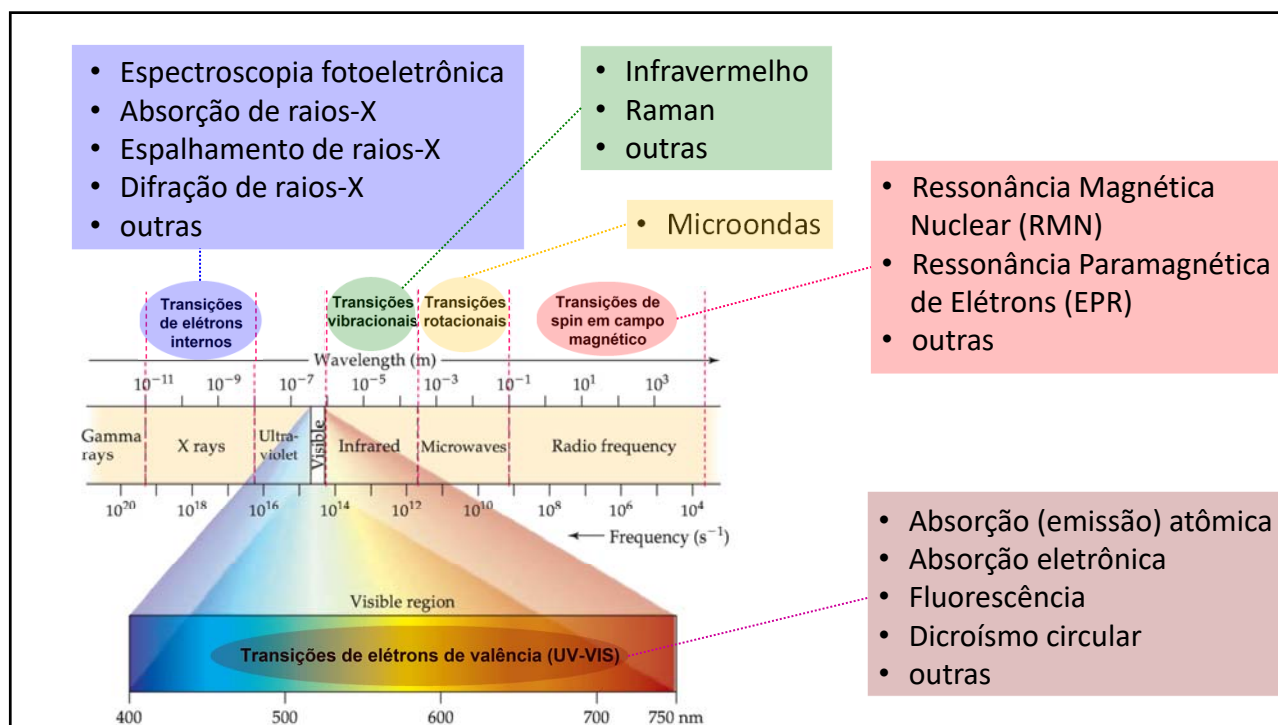 • Espectroscopia fotoeletrônica
• Absorção de raios-X
• Espalhamento de raios-X
• Difração de raios-X
• outras
• Infravermelho
• Raman
• outras
• Microondas
• Ressonância Magnética
Nuclear (RMN)
• Ressonância Paramagnética
de Elétrons (EPR)
• outras
Transições
de elétrons
internos
Transições
vibracionais
Transições
rotacionais
Transições de
spin em campo
magnético
Wavelength (m)
10⁻¹¹ 10⁻⁹ 10⁻⁷ 10⁻⁵ 10⁻³ 10⁻¹ 10¹ 10³
Gamma
rays
X rays
Ultra-
violet
Visible
Infrared
Microwaves
Radio frequency
10²⁰ 10¹⁸ 10¹⁶ 10¹⁴ 10¹² 10¹⁰ 10⁸ 10⁶ 10⁴
Frequency (s⁻¹)
Visible region
Transições de elétrons de valência (UV-VIS)
400 500 600 700 750 nm
• Absorção (emissão) atômica
• Absorção eletrônica
• Fluorescência
• Dicroísmo circular
• outras